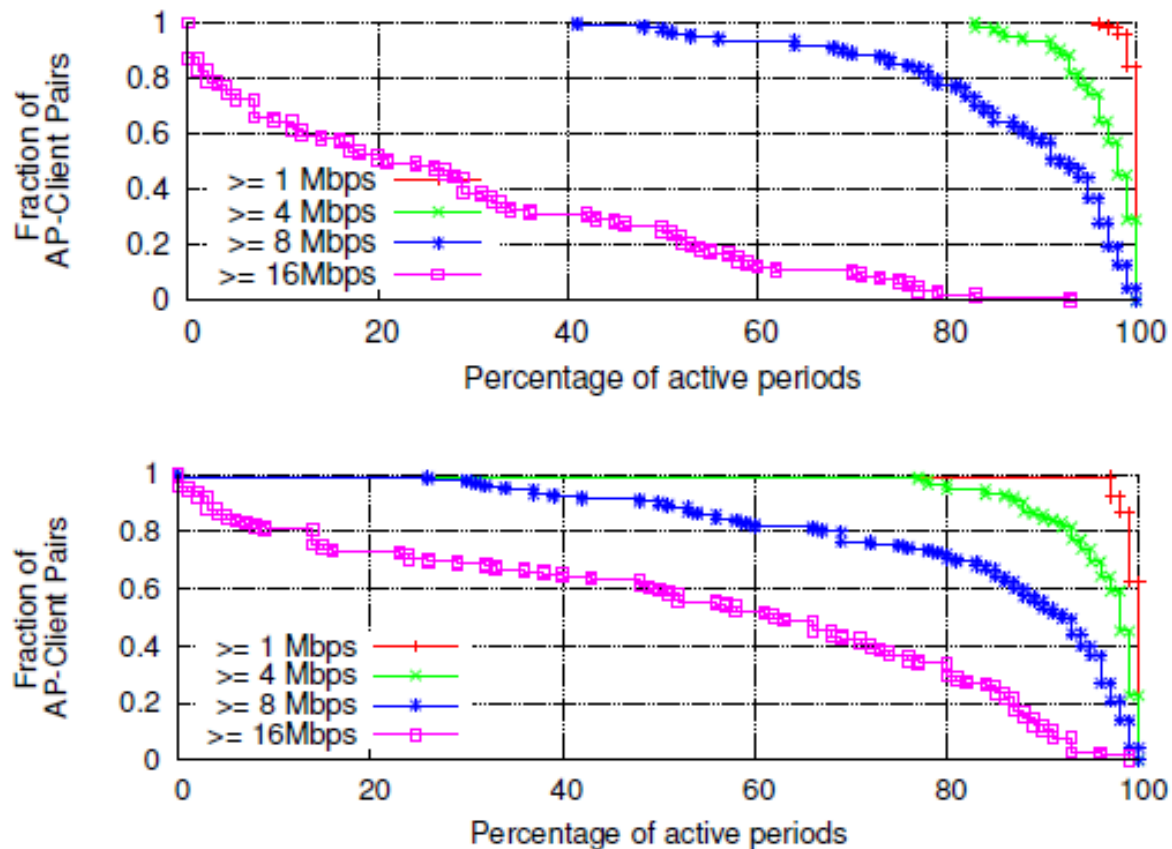 1
0.8
0.6
0.4
0.2
0
Fraction of
AP-Client Pairs
>= 1 Mbps
>= 4 Mbps
>= 8 Mbps
>= 16Mbps
0 20 40 60 80 100
Percentage of active periods
1
0.8
0.6
0.4
0.2
0
Fraction of
AP-Client Pairs
>= 1 Mbps
>= 4 Mbps
>= 8 Mbps
>= 16Mbps
0 20 40 60 80 100
Percentage of active periods